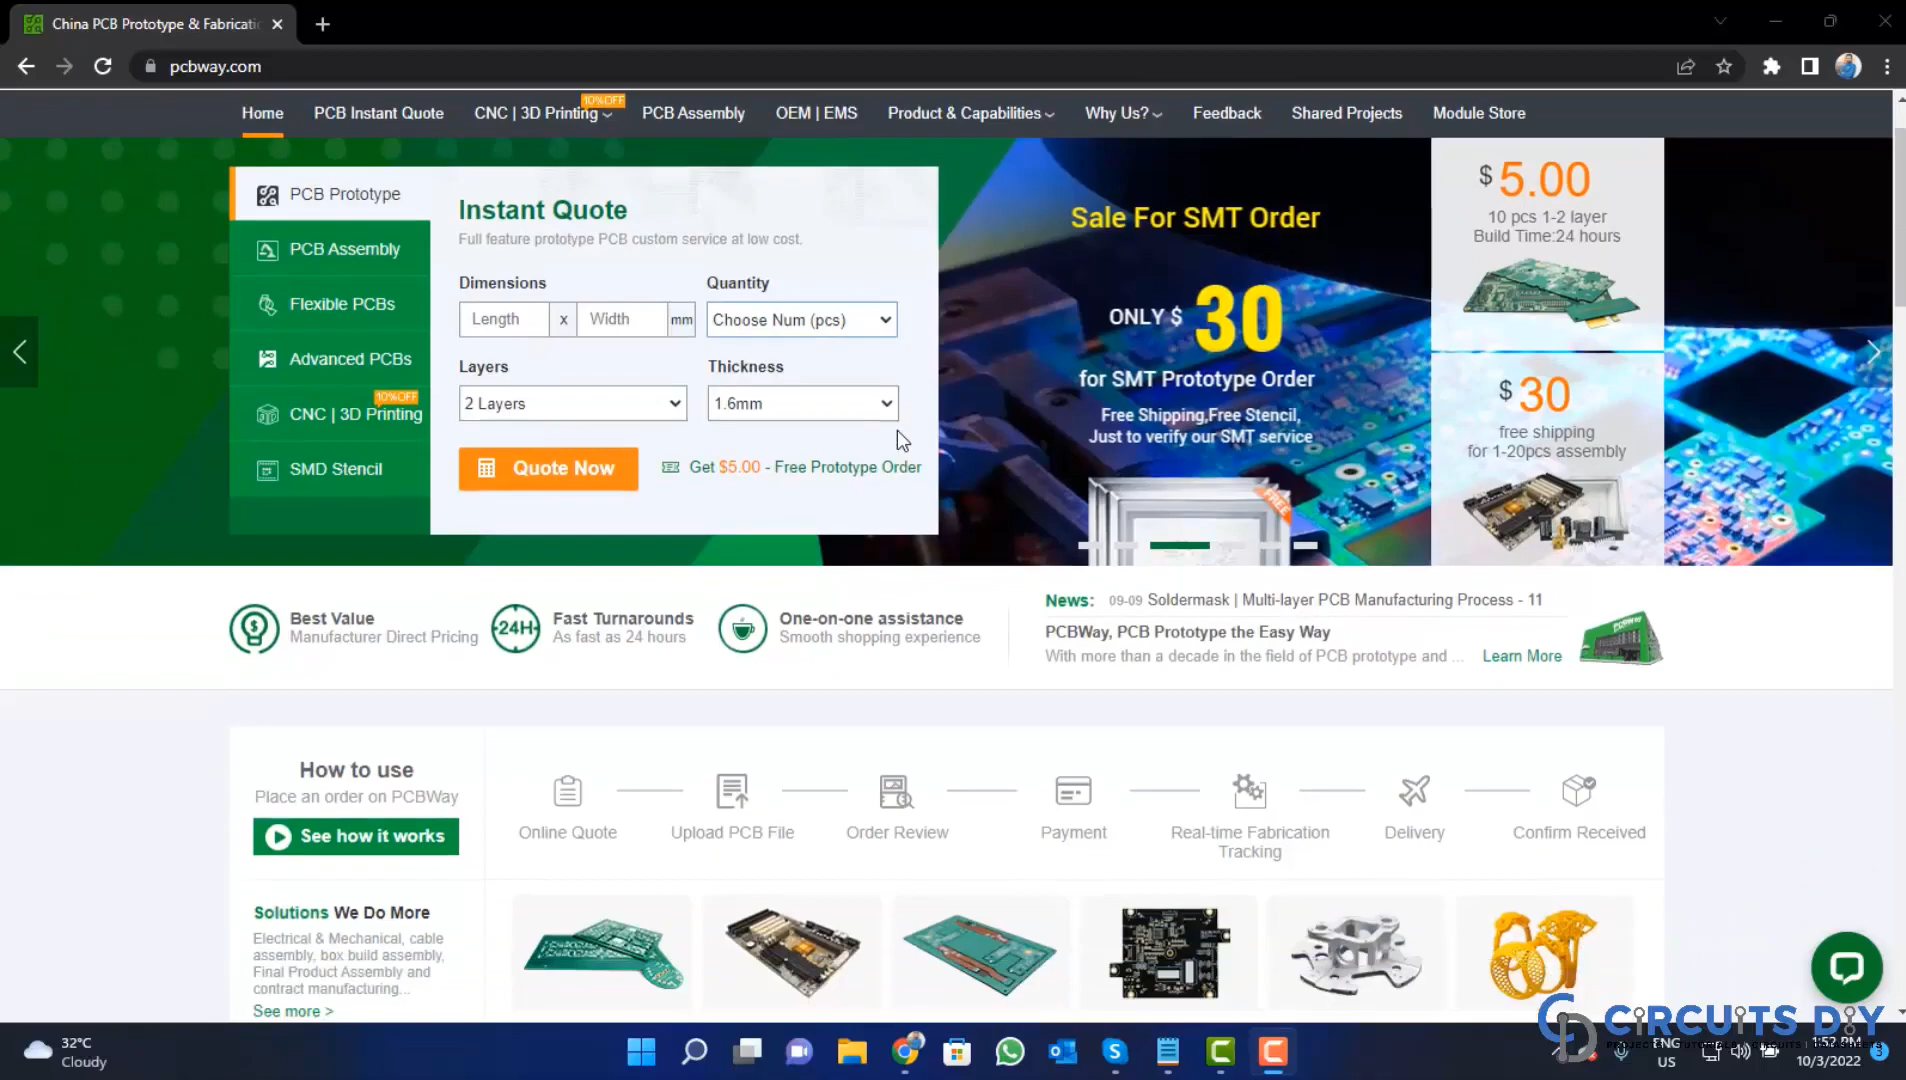 China PCB Prototype & Fabricati
pcbway.com
Home
PCB Instant Quote
CNC | 3D Printing
10%OFF
PCB Assembly
OEM | EMS
Product & Capabilities
Why Us?
Feedback
Shared Projects
Module Store
PCB Prototype
PCB Assembly
Flexible PCBs
Advanced PCBs
10%OFF
CNC | 3D Printing
SMD Stencil
Instant Quote
Full feature prototype PCB custom service at low cost.
Dimensions
Quantity
Length
x
Width
mm
Choose Num (pcs)
Layers
Thickness
2 Layers
1.6mm
Quote Now
Get $5.00 - Free Prototype Order
Sale For SMT Order
ONLY $ 30
for SMT Prototype Order
Free Shipping,Free Stencil,
Just to verify our SMT service
FREE
$ 5.00
10 pcs 1-2 layer
Build Time:24 hours
$ 30
free shipping
for 1-20pcs assembly
Best Value
Manufacturer Direct Pricing
24H
Fast Turnarounds
As fast as 24 hours
One-on-one assistance
Smooth shopping experience
News: 09-09 Soldermask | Multi-layer PCB Manufacturing Process - 11
PCBWay, PCB Prototype the Easy Way
With more than a decade in the field of PCB prototype and ... Learn More
PCBWAY
How to use
Place an order on PCBWay
See how it works
Online Quote
Upload PCB File
Order Review
Payment
Real-time Fabrication
Tracking
Delivery
Confirm Received
Solutions We Do More
Electrical & Mechanical, cable
assembly, box build assembly,
Final Product Assembly and
contract manufacturing...
See more >
CIRCUITS DIY
32°C
Cloudy
ENG
US
1:52 PM
10/3/2022
3